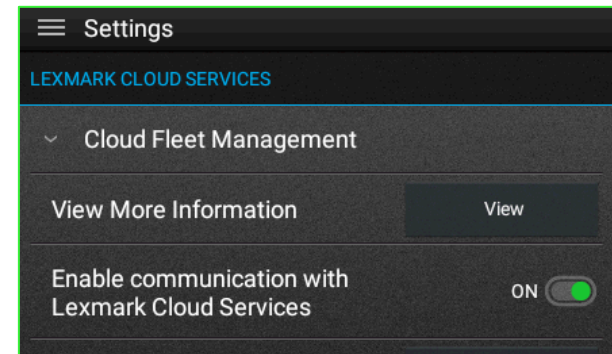 Settings
LEXMARK CLOUD SERVICES
Cloud Fleet Management
View More Information
View
Enable communication with
Lexmark Cloud Services
ON